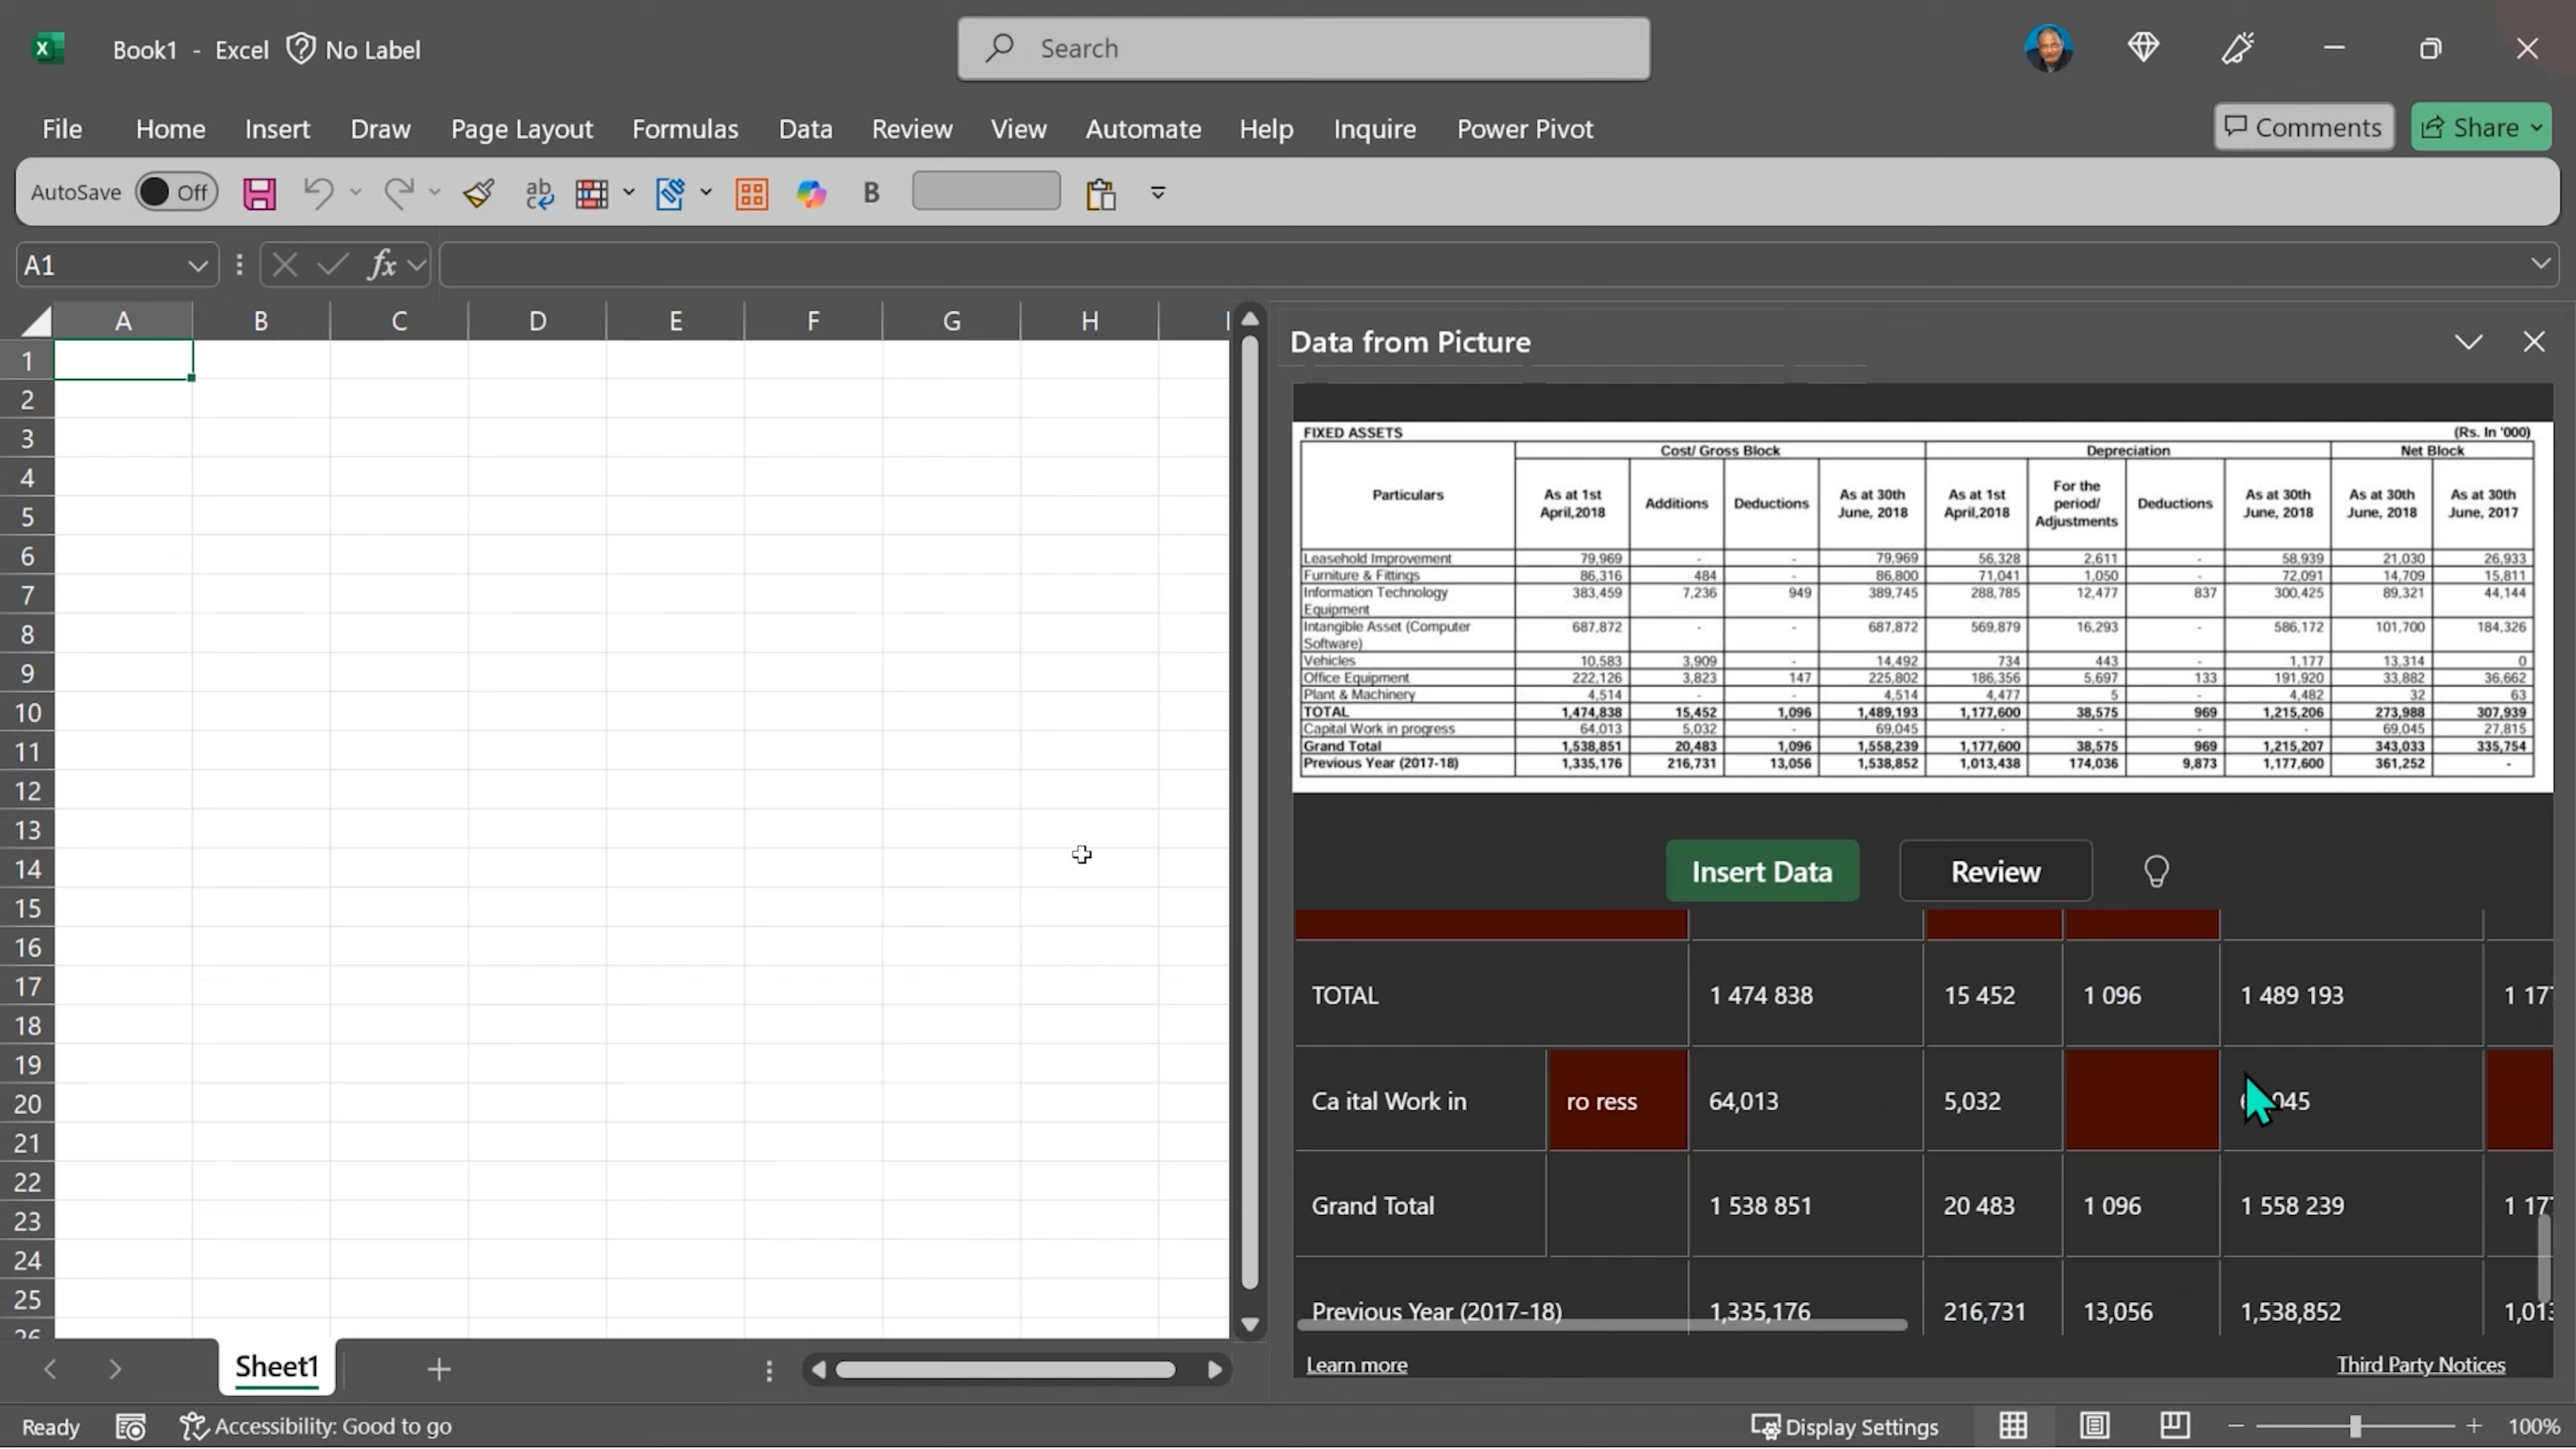 Book1 - Excel No Label
Search
File Home Insert Draw Page Layout Formulas Data Review View Automate Help Inquire Power Pivot
Comments Share
AutoSave Off B
A1 fx
A B C D E F G H
Data from Picture
1
2
3
4
5
6
7
8
9
10
11
12
13
14
15
16
17
18
19
20
21
22
23
24
25
26
FIXED ASSETS (Rs. In '000)
Cost/ Gross Block Depreciation Net Block
Particulars As at 1st April,2018 Additions Deductions As at 30th June, 2018 As at 1st April,2018 For the period/ Adjustments Deductions As at 30th June, 2018 As at 30th June, 2018 As at 30th June, 2017
Leasehold Improvement 79,969 - - 79,969 56,328 2,611 - 58,939 21,030 26,933
Furniture & Fittings 86,316 484 - 86,800 71,041 1,050 - 72,091 14,709 15,811
Information Technology Equipment 383,459 7,236 949 389,745 288,785 12,477 837 300,425 89,321 44,144
Intangible Asset (Computer Software) 687,872 - - 687,872 569,879 16,293 - 586,172 101,700 184,326
Vehicles 10,583 3,909 - 14,492 734 443 - 1,177 13,314 0
Office Equipment 222,126 3,823 147 225,802 186,356 5,697 133 191,920 33,882 36,662
Plant & Machinery 4,514 - - 4,514 4,477 5 - 4,482 32 63
TOTAL 1,474,838 15,452 1,096 1,489,193 1,177,600 38,575 969 1,215,206 273,988 307,939
Capital Work in progress 64,013 5,032 - 69,045 - - - - 69,045 27,815
Grand Total 1,538,851 20,483 1,096 1,558,239 1,177,600 38,575 969 1,215,207 343,033 335,754
Previous Year (2017-18) 1,335,176 216,731 13,056 1,538,852 1,013,438 174,036 9,873 1,177,600 361,252 -
Insert Data Review
TOTAL 1 474 838 15 452 1 096 1 489 193
Ca ital Work in ro ress 64,013 5,032
Grand Total 1 538 851 20 483 1 096 1 558 239
Previous Year (2017-18) 1,335,176 216,731 13,056 1,538,852
Learn more Third Party Notices
Sheet1
Ready Accessibility: Good to go Display Settings 100%